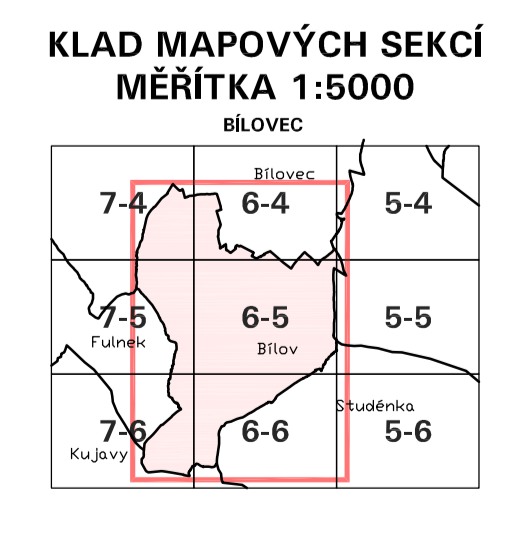 KLAD MAPOVÝCH SEKCÍ
MĚŘÍTKA 1:5000
BÍLOVEC
Bílovec
7-4 6-4 5-4
7-5 6-5 5-5
Fulnek Bílov
Studénka
7-6 6-6 5-6
Kujavy